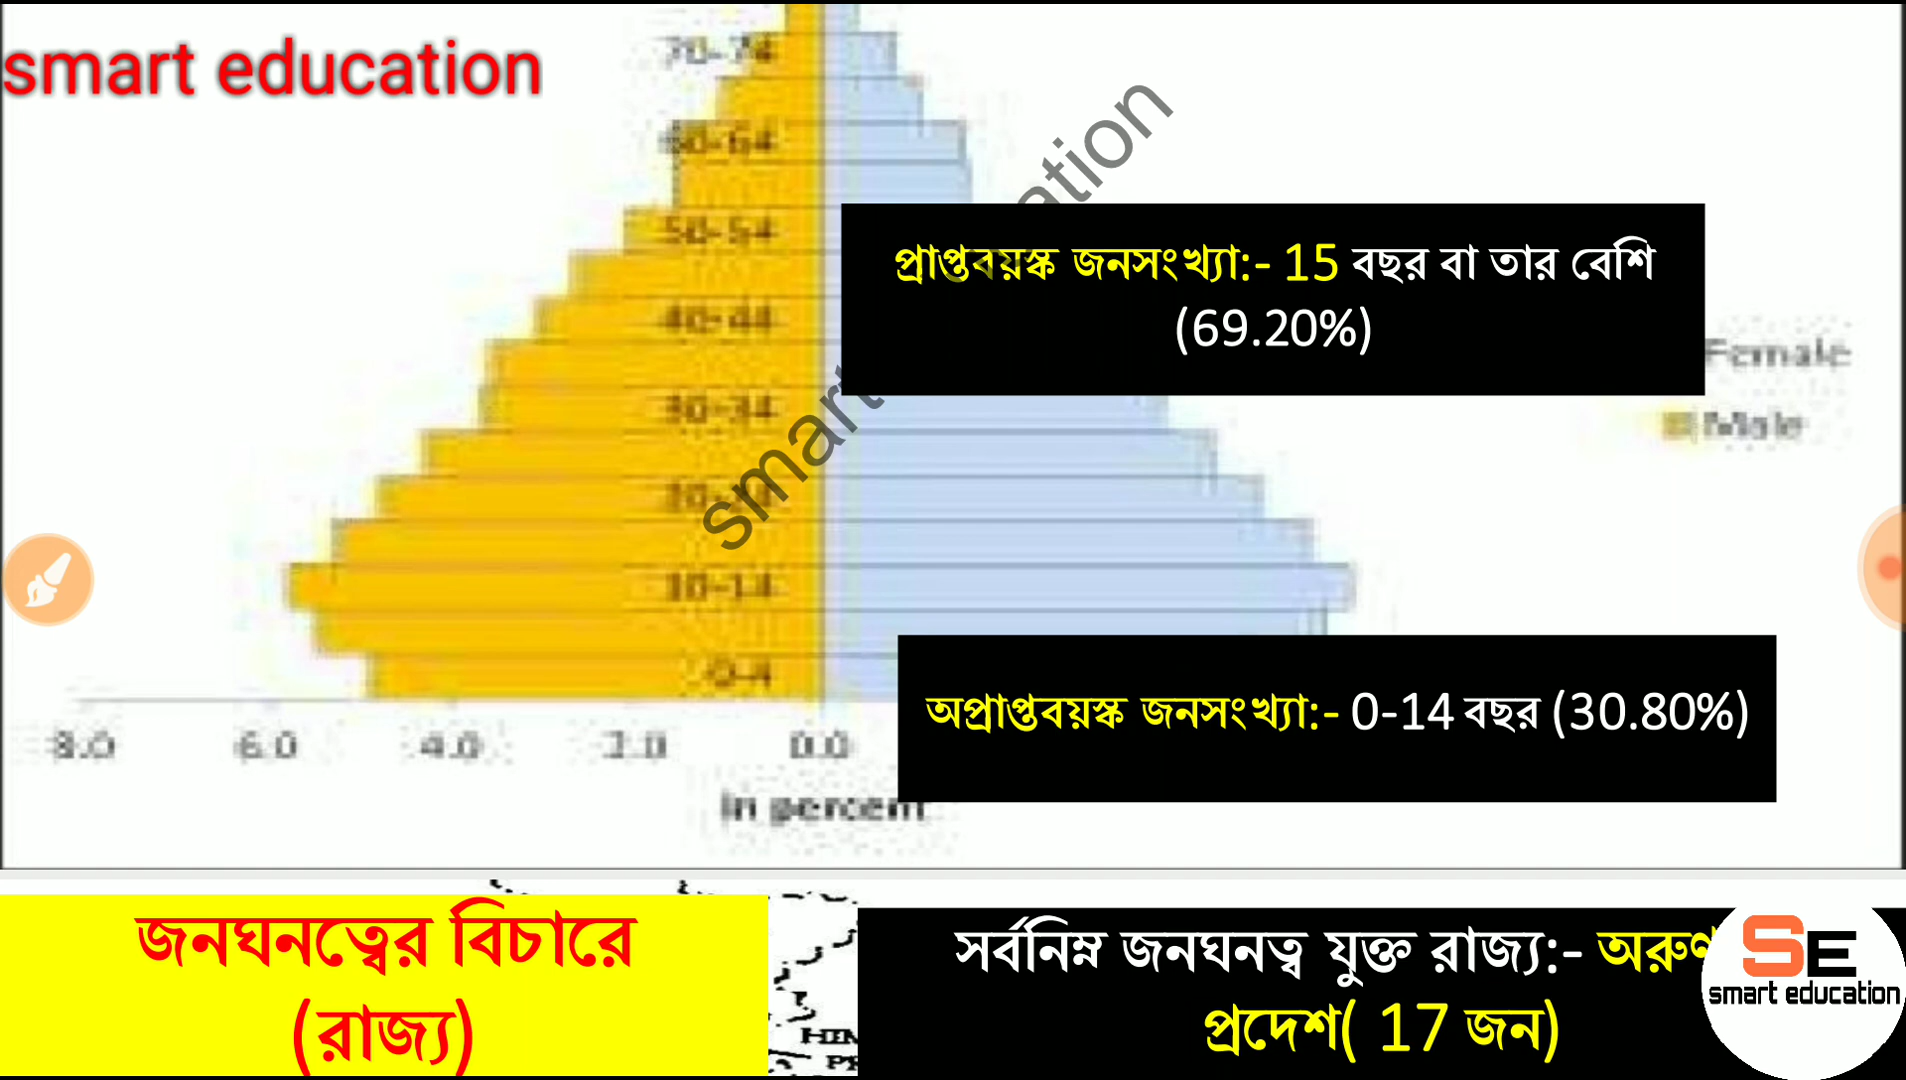 smart education
70-74
60-64
50-54
40-44
30-34
10-14
0-4
smart ation
প্রাপ্তবয়স্ক জনসংখ্যা:- 15 বছর বা তার বেশি
(69.20%)
Female
Male
অপ্রাপ্তবয়স্ক জনসংখ্যা:- 0-14 বছর (30.80%)
8.0 6.0 4.0 2.0 0.0
In percent
জনঘনত্বের বিচারে
(রাজ্য)
সর্বনিম্ন জনঘনত্ব যুক্ত রাজ্য:- অরুণ
প্রদেশ( 17 জন)
SE
smart education